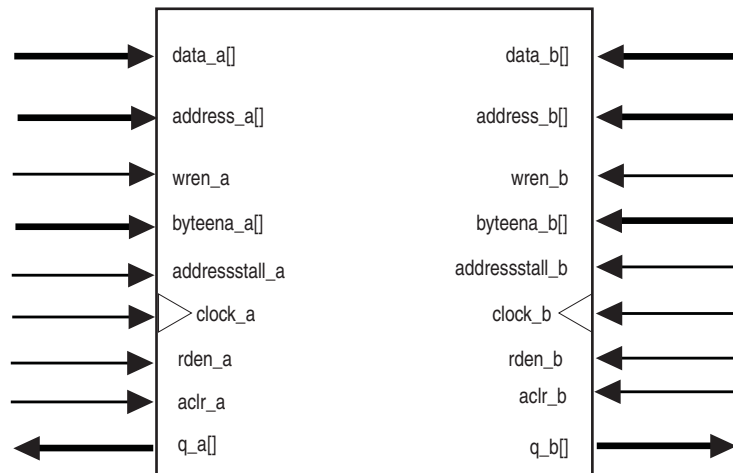 data_a[] data_b[]
address_a[] address_b[]
wren_a wren_b
byteena_a[] byteena_b[]
addressstall_a addressstall_b
clock_a clock_b
rden_a rden_b
aclr_a aclr_b
q_a[] q_b[]